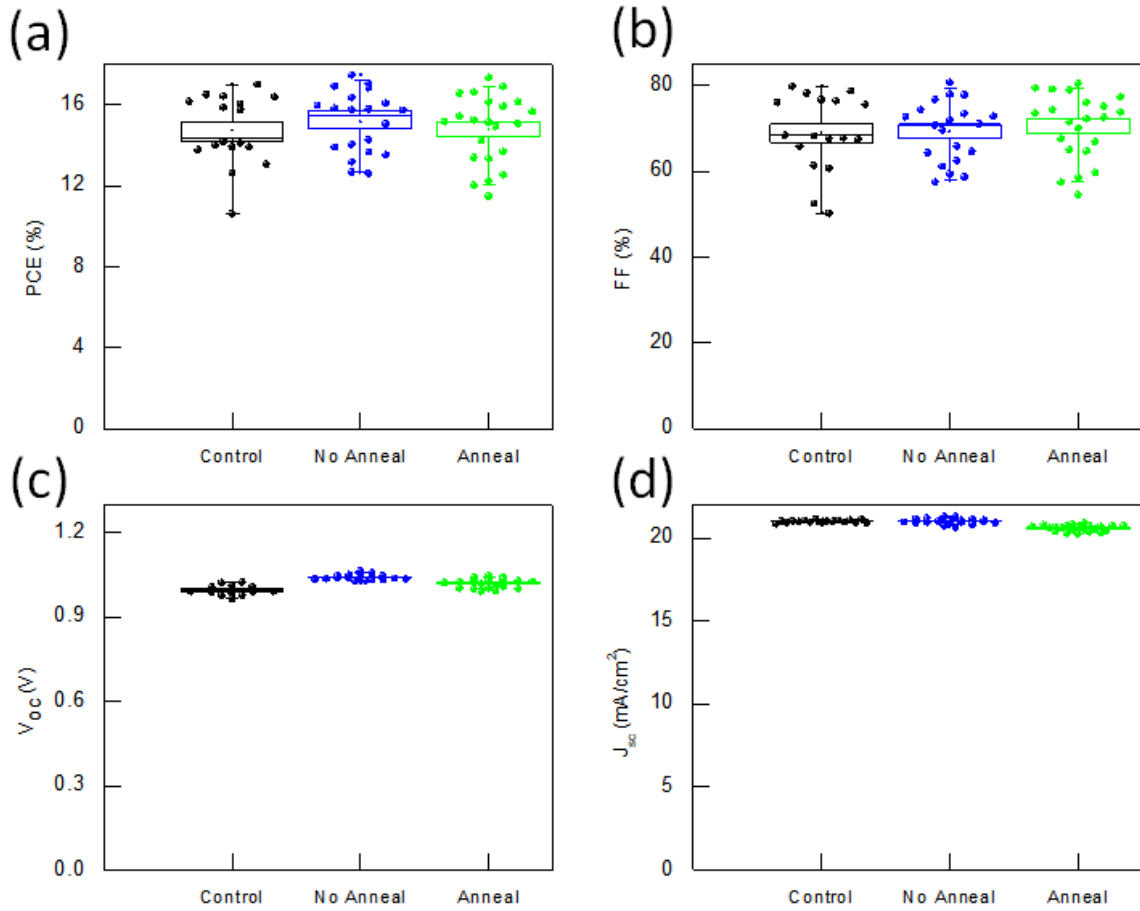 (a)
PCE (%)
16
12
8
4
0
Control No Anneal Anneal
(b)
FF (%)
80
60
40
20
0
Control No Anneal Anneal
(c)
Voc (V)
1.2
0.9
0.6
0.3
0.0
Control No Anneal Anneal
(d)
Jsc (mA/cm²)
20
15
10
5
0
Control No Anneal Anneal